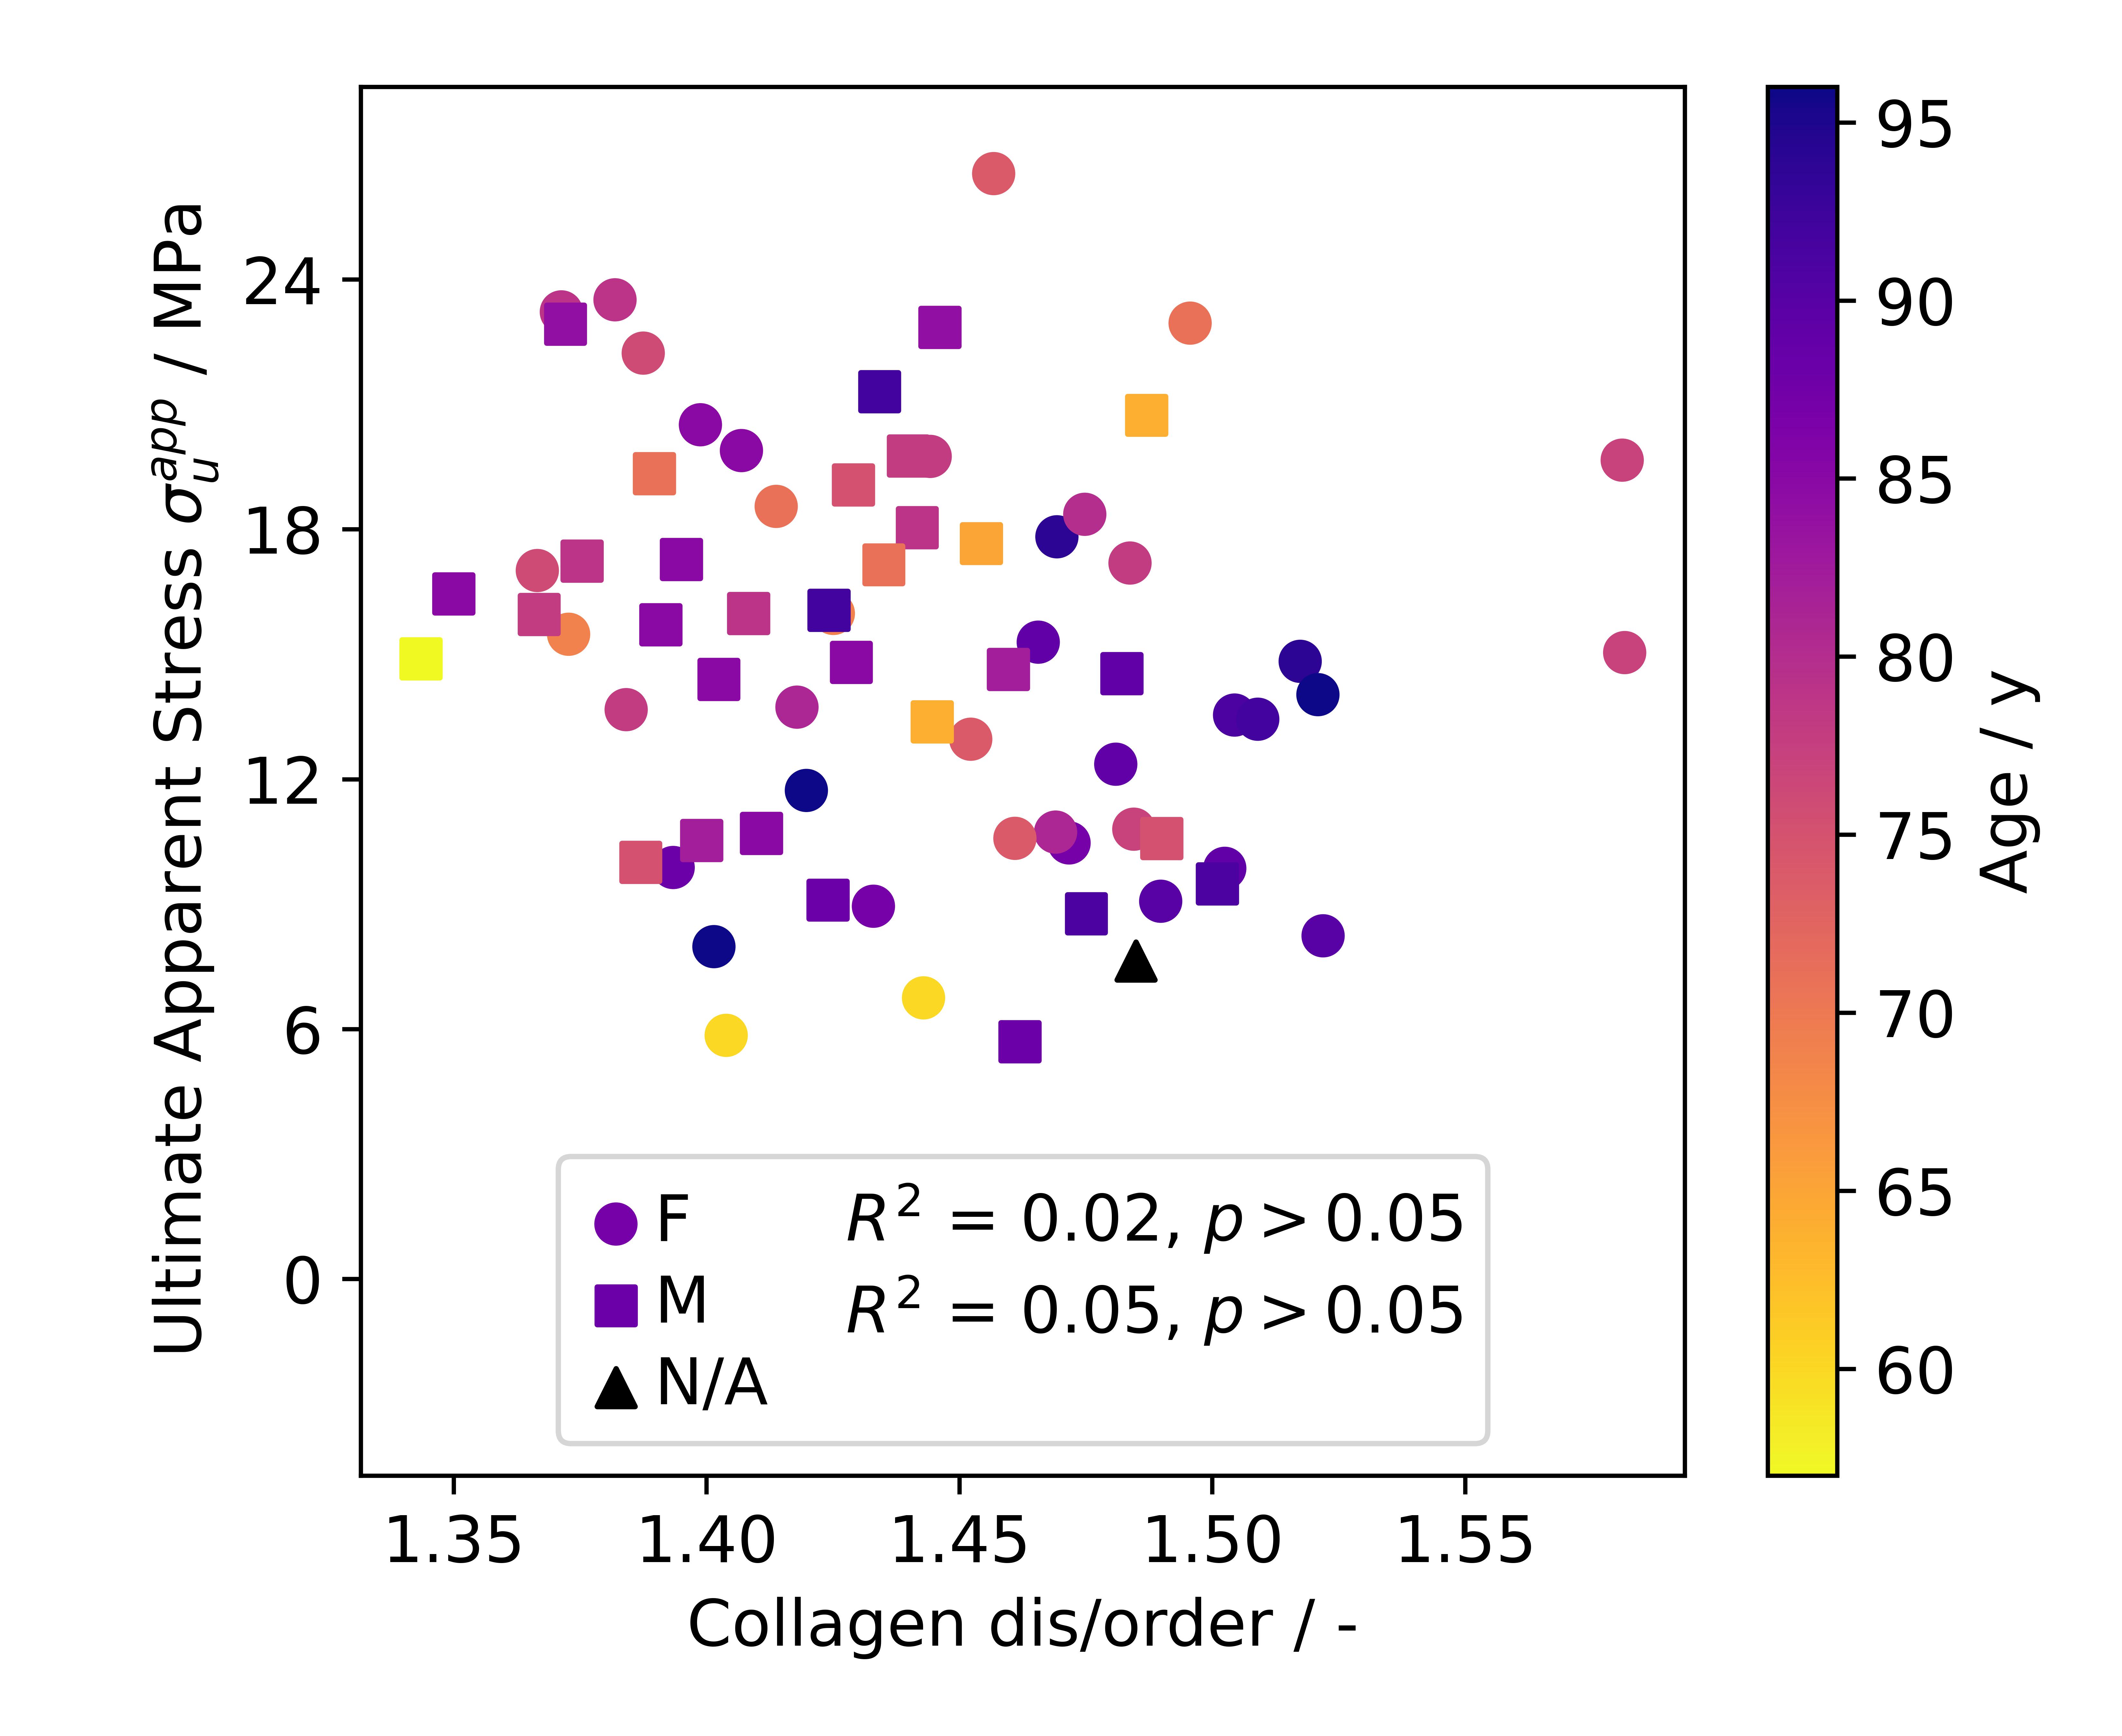 Ultimate Apparent Stress σ_u^app / MPa
24
18
12
6
0
F R² = 0.02, p > 0.05
M R² = 0.05, p > 0.05
N/A
1.35 1.40 1.45 1.50 1.55
Collagen dis/order / -
95
90
85
80
75
70
65
60
Age / y